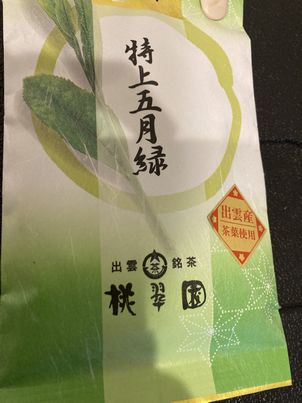 特上五月緑
出雲産
茶葉使用
出雲 茶 銘茶
桃翠園